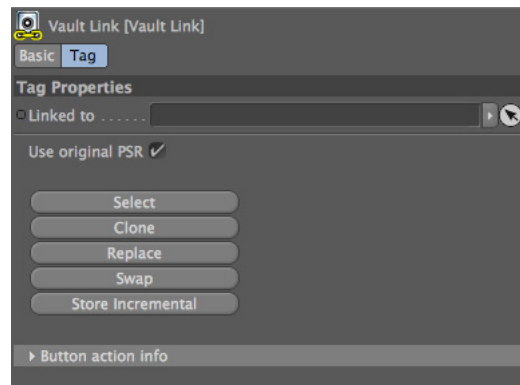 Vault Link [Vault Link]
Basic Tag
Tag Properties
Linked to ......
Use original PSR
Select
Clone
Replace
Swap
Store Incremental
Button action info